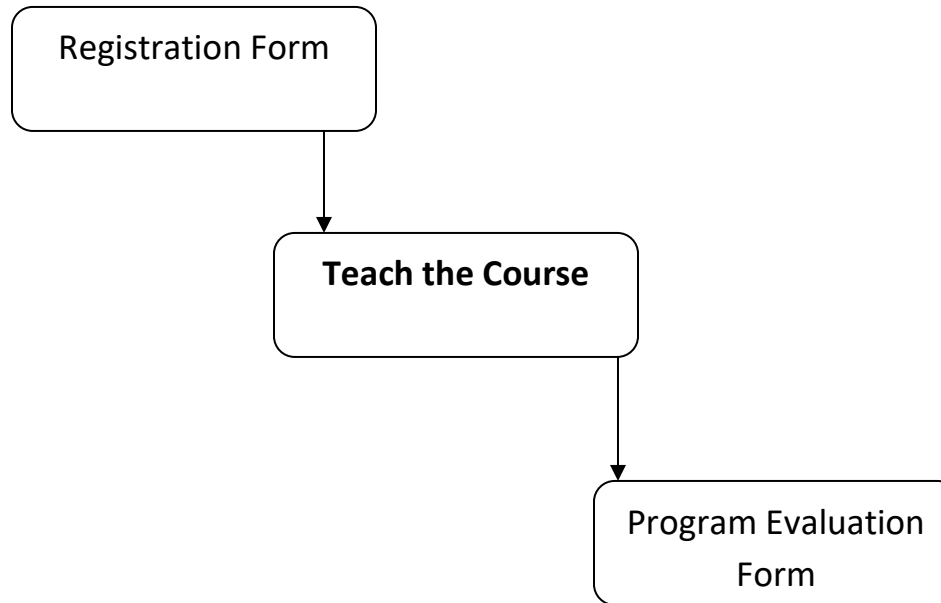 Registration Form
Teach the Course
Program Evaluation
Form